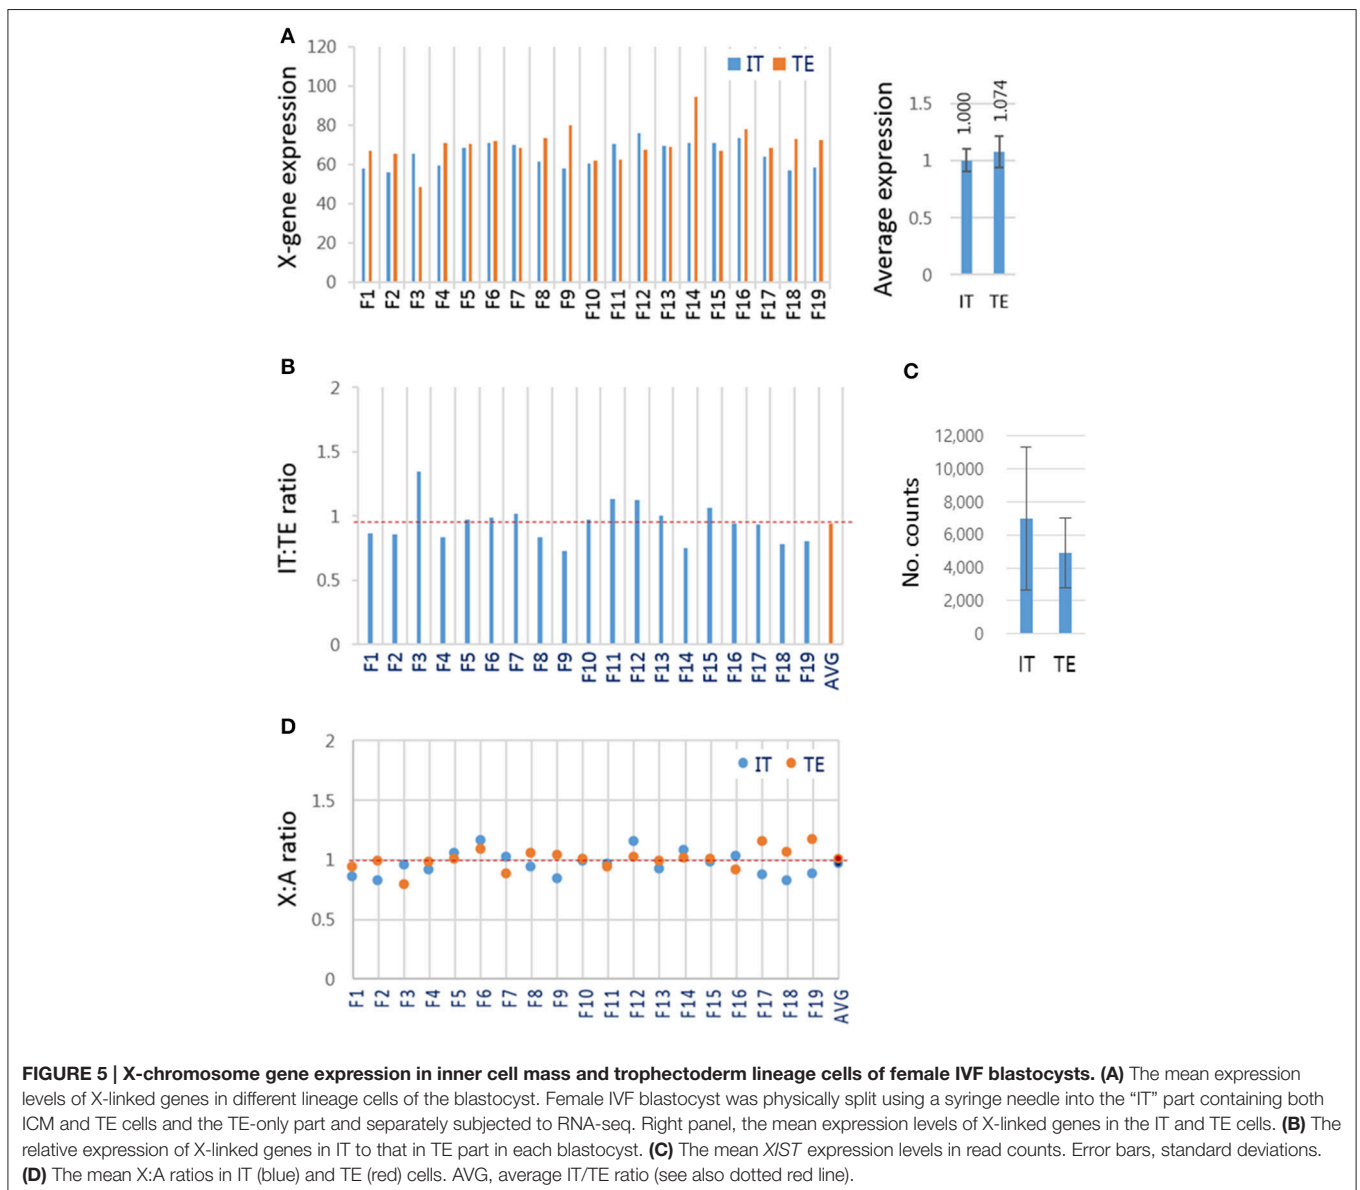 A
X-gene expression
120
100
80
60
40
20
0
IT TE
F1 F2 F3 F4 F5 F6 F7 F8 F9 F10 F11 F12 F13 F14 F15 F16 F17 F18 F19
Average expression
1.5
1
0.5
0
1.000 1.074
IT TE
B
IT:TE ratio
2
1.5
1
0.5
0
F1 F2 F3 F4 F5 F6 F7 F8 F9 F10 F11 F12 F13 F14 F15 F16 F17 F18 F19 AVG
C
No. counts
12,000
10,000
8,000
6,000
4,000
2,000
0
IT TE
D
X:A ratio
2
1.5
1
0.5
0
IT TE
F1 F2 F3 F4 F5 F6 F7 F8 F9 F10 F11 F12 F13 F14 F15 F16 F17 F18 F19 AVG
FIGURE 5 | X-chromosome gene expression in inner cell mass and trophectoderm lineage cells of female IVF blastocysts. (A) The mean expression
levels of X-linked genes in different lineage cells of the blastocyst. Female IVF blastocyst was physically split using a syringe needle into the “IT” part containing both
ICM and TE cells and the TE-only part and separately subjected to RNA-seq. Right panel, the mean expression levels of X-linked genes in the IT and TE cells. (B) The
relative expression of X-linked genes in IT to that in TE part in each blastocyst. (C) The mean XIST expression levels in read counts. Error bars, standard deviations.
(D) The mean X:A ratios in IT (blue) and TE (red) cells. AVG, average IT/TE ratio (see also dotted red line).